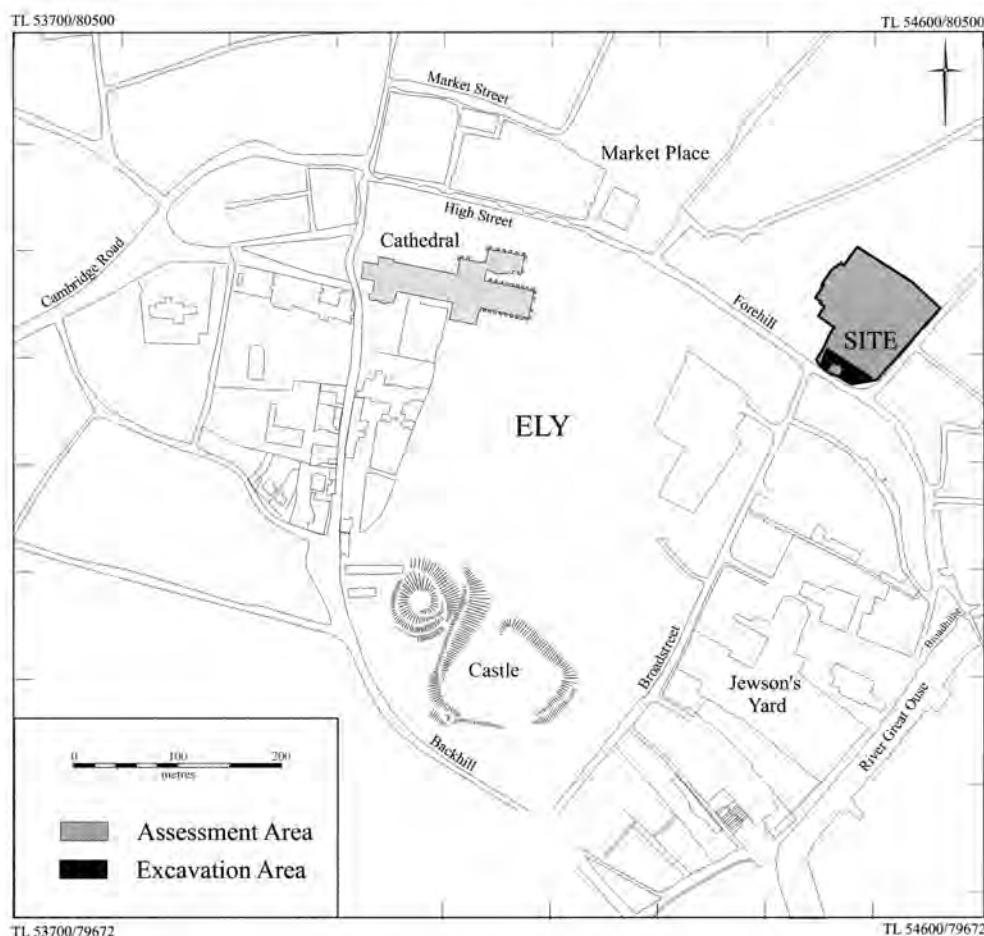 TL 53700/80500
TL 54600/80500
Market Street
Market Place
High Street
Cathedral
Cambridge Road
Forehill
SITE
ELY
Broadstreet
Broadhithe
Castle
Jewson's
Yard
River Great Ouse
Backhill
0 100 200
metres
Assessment Area
Excavation Area
TL 53700/79672
TL 54600/79672